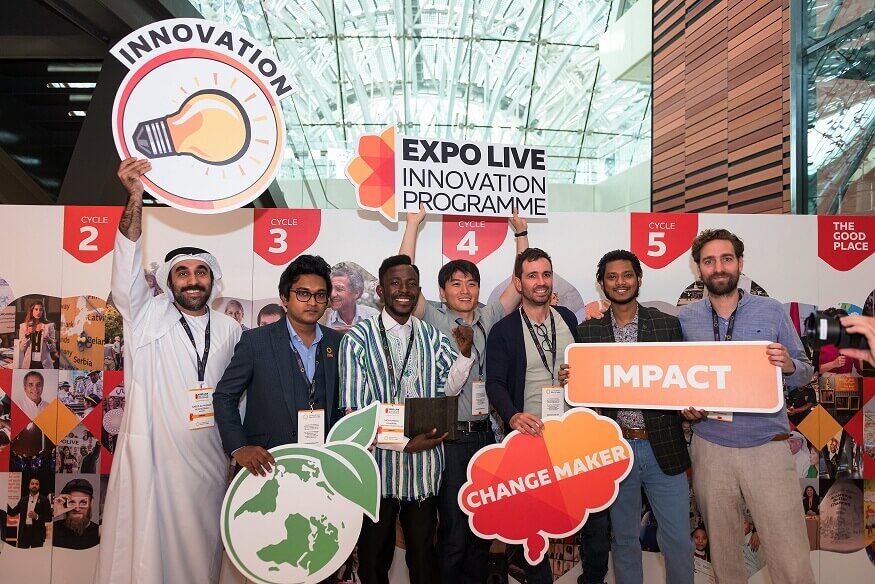 INNOVATION
EXPO LIVE
INNOVATION
PROGRAMME
CYCLE
2
CYCLE
3
CYCLE
4
CYCLE
5
THE
GOOD
PLACE
IMPACT
CHANGE MAKER
Serbia